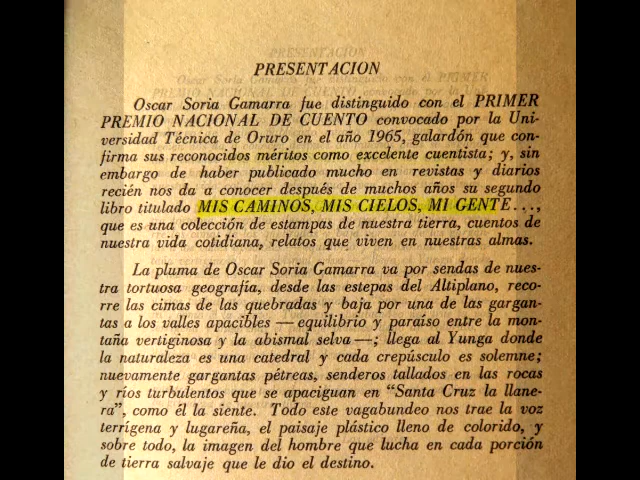 PRESENTACION
Oscar Soria Gamarra fue distinguido con el PRIMER
PREMIO NACIONAL DE CUENTO convocado por la Uni-
versidad Técnica de Oruro en el año 1965, galardón que con-
firma sus reconocidos méritos como excelente cuentista; y, sin
embargo de haber publicado mucho en revistas y diarios
recién nos da a conocer después de muchos años su segundo
libro titulado MIS CAMINOS, MIS CIELOS, MI GENTE...,
que es una colección de estampas de nuestra tierra, cuentos de
nuestra vida cotidiana, relatos que viven en nuestras almas.
La pluma de Oscar Soria Gamarra va por sendas de nues-
tra tortuosa geografía, desde las estepas del Altiplano, reco-
rre las cimas de las quebradas y baja por una de las gargan-
tas a los valles apacibles — equilibrio y paraíso entre la mon-
taña vertiginosa y la abismal selva —; llega al Yunga donde
la naturaleza es una catedral y cada crepúsculo es solemne;
nuevamente gargantas pétreas, senderos tallados en las rocas
y ríos turbulentos que se apaciguan en "Santa Cruz la llane-
ra", como él la siente. Todo este vagabundeo nos trae la voz
terrígena y lugareña, el paisaje plástico lleno de colorido, y
sobre todo, la imagen del hombre que lucha en cada porción
de tierra salvaje que le dio el destino.